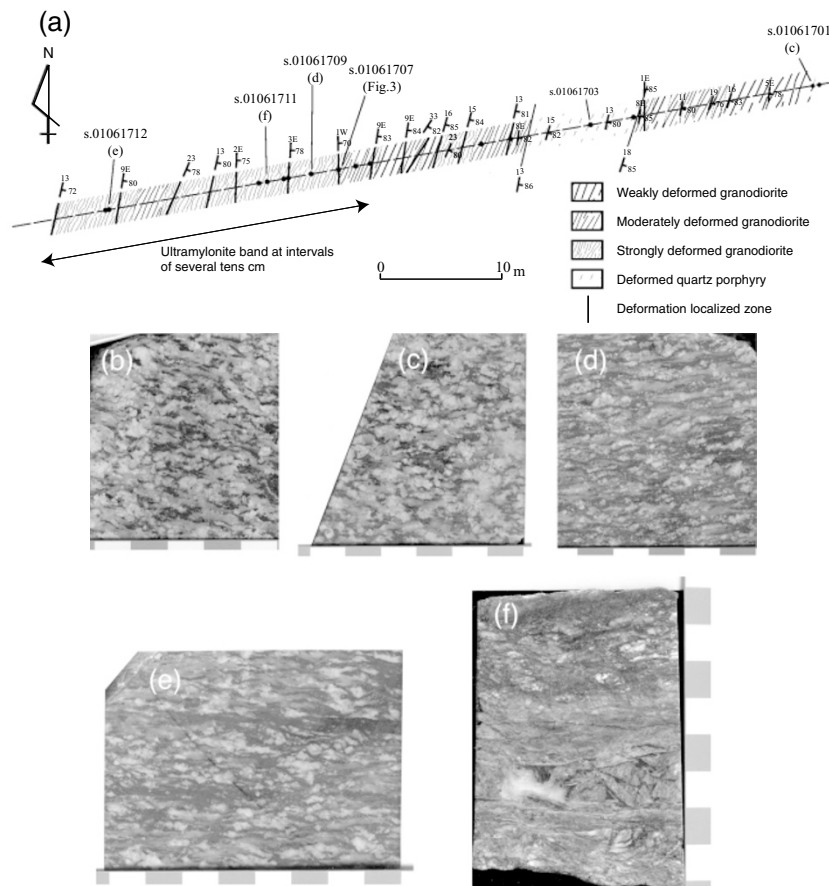 (a)
N
s.01061701
(c)
s.01061709
(d)
s.01061707
(Fig.3)
s.01061703
s.01061711
(f)
s.01061712
(e)
13
72
9E
80
23
78
13
80
2E
75
3E
78
1W
70
9E
83
9E
84
33
82
16
85
23
80
15
84
13
81
9E
82
13
86
15
82
13
80
1E
85
8E
85
18
85
11
80
19
76
16
83
5E
78
Ultramylonite band at intervals
of several tens cm
0 10 m
Weakly deformed granodiorite
Moderately deformed granodiorite
Strongly deformed granodiorite
Deformed quartz porphyry
Deformation localized zone
(b)
(c)
(d)
(e)
(f)